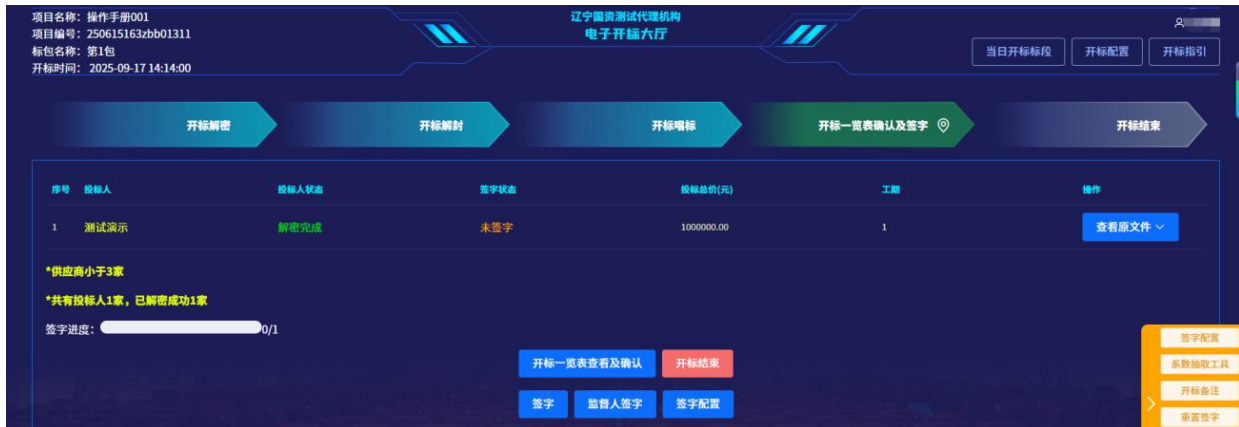 项目名称：操作手册001
项目编号：250615163zbb01311
标包名称：第1包
开标时间：2025-09-17 14:14:00
辽宁国资测试代理机构
电子开标大厅
当日开标标段 开标配置 开标指引
开标解密 开标解封 开标唱标 开标一览表确认及签字 开标结束
序号 投标人 投标人状态 签字状态 投标总价(元) 工期 操作
1 测试演示 解密完成 未签字 1000000.00 1 查看原文件
*供应商小于3家
*共有投标人1家，已解密成功1家
签字进度： 0/1
开标一览表查看及确认 开标结束
签字 监督人签字 签字配置
签字配置
系数抽取工具
开标备注
重置签字